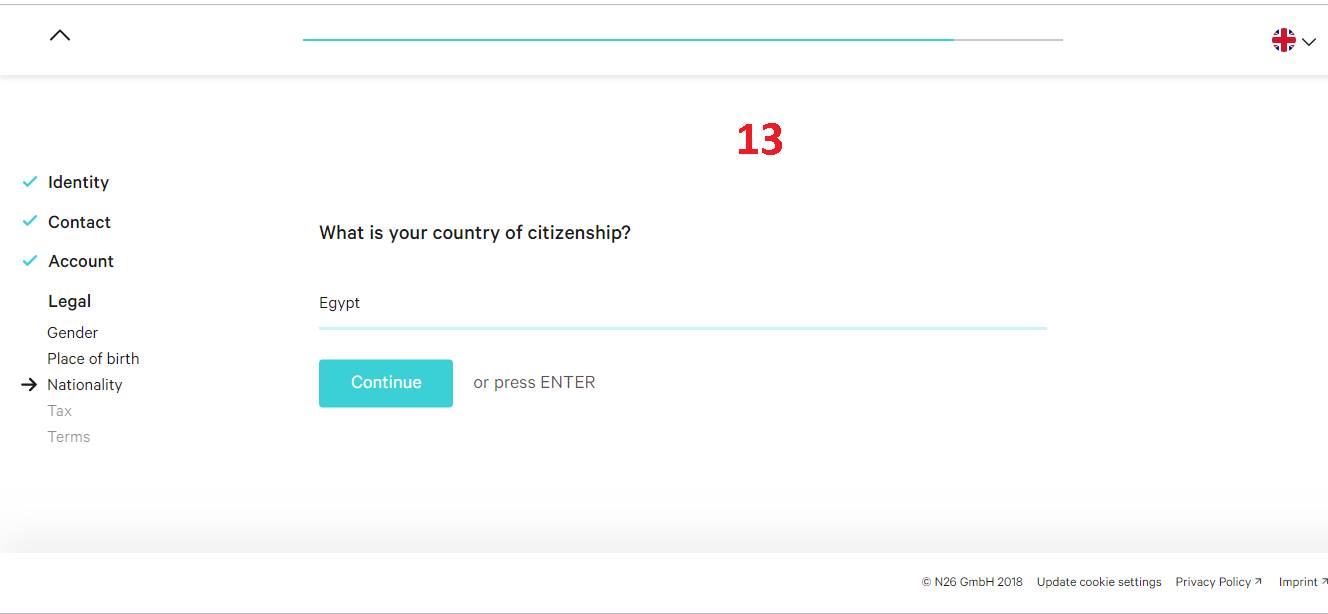 13
Identity
Contact
Account
Legal
Gender
Place of birth
Nationality
Tax
Terms
What is your country of citizenship?
Egypt
Continue or press ENTER
© N26 GmbH 2018 Update cookie settings Privacy Policy Imprint